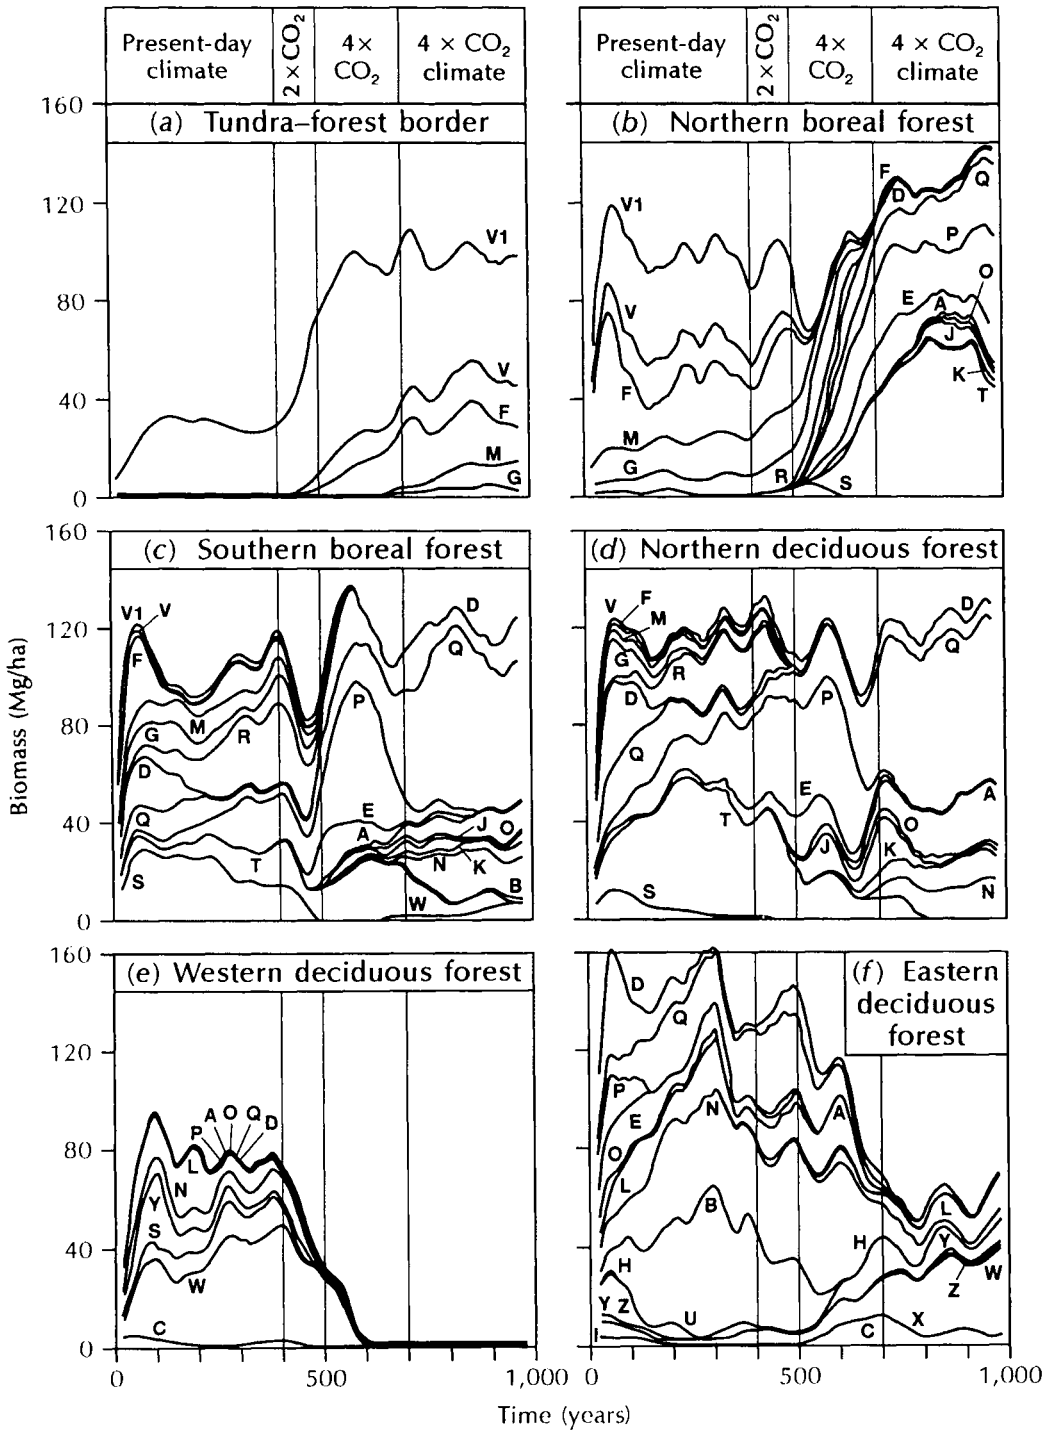 Present-day
climate
2 × CO2
4 ×
CO2
4 × CO2
climate
Present-day
climate
2 × CO2
4 ×
CO2
4 × CO2
climate
(a) Tundra–forest border
160
120
80
40
0
V1
V
F
M
G
(b) Northern boreal forest
V1
V
F
M
G
R
S
F
D
Q
P
O
E
A
J
K
T
(c) Southern boreal forest
160
120
80
40
0
V1
V
F
G
M
R
D
Q
S
T
P
E
A
D
Q
J
O
N
K
W
B
(d) Northern deciduous forest
V
F
M
G
R
D
Q
T
S
P
E
J
D
Q
A
O
K
N
Biomass (Mg/ha)
(e) Western deciduous forest
160
120
80
40
0
P
A
O
Q
D
L
N
Y
S
W
C
(f) Eastern
deciduous
forest
D
Q
P
E
O
L
N
A
B
H
Y
Z
I
U
H
L
Y
Z
W
C
X
0
500
1,000
0
500
1,000
Time (years)